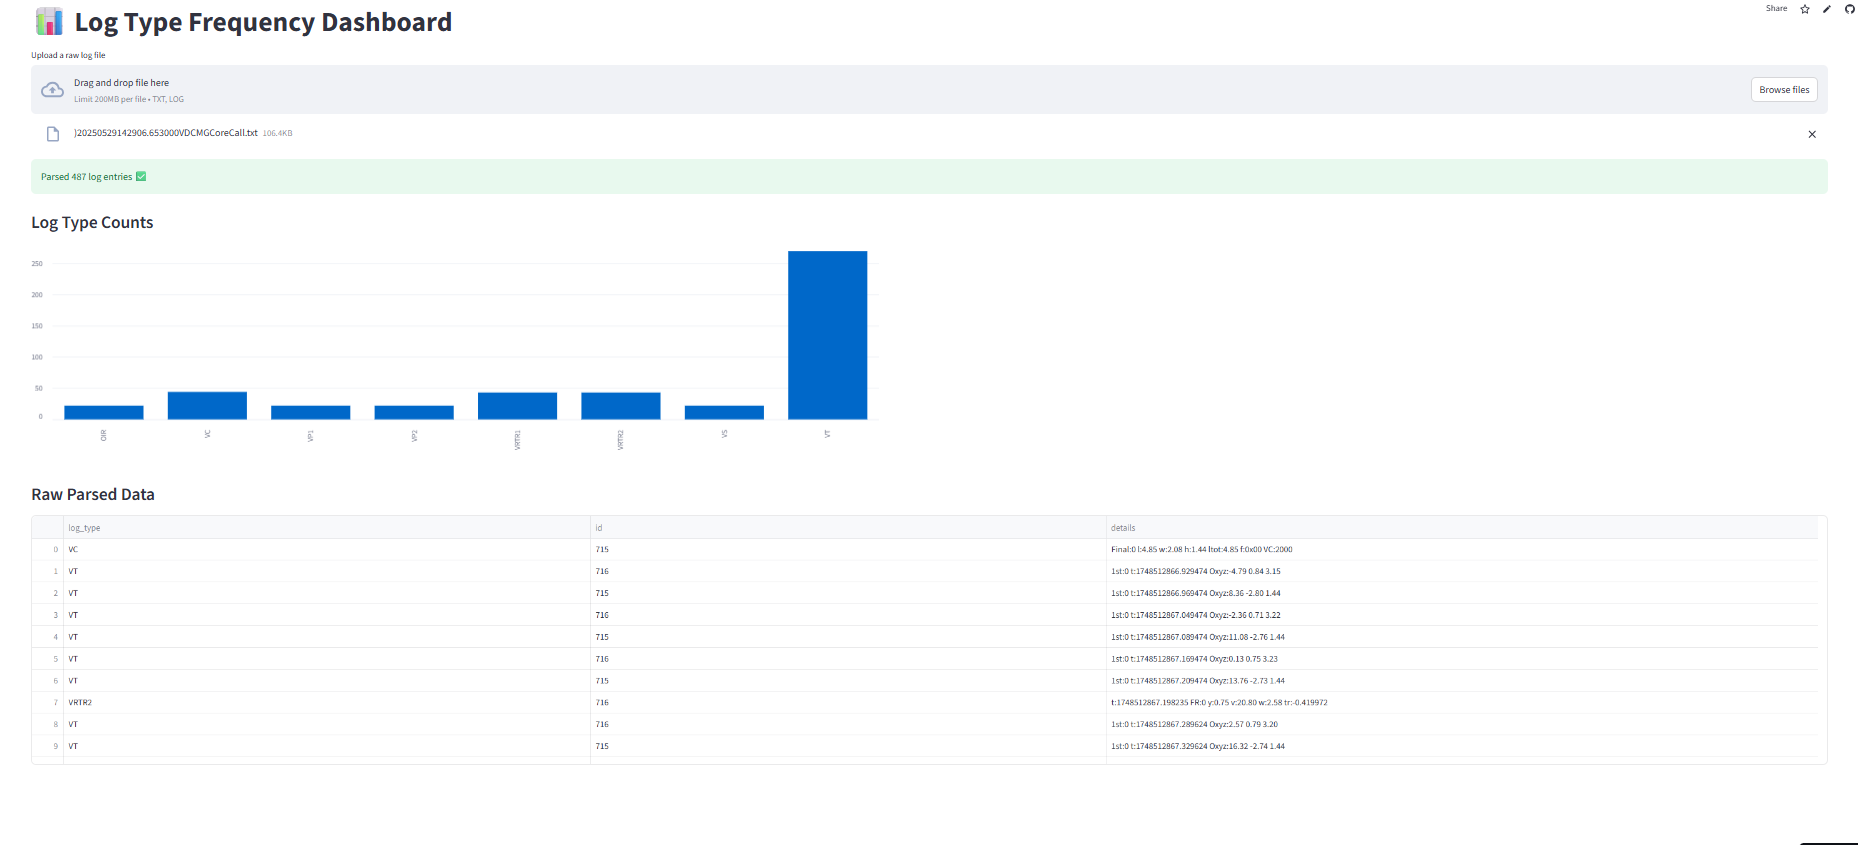 Share
Log Type Frequency Dashboard
Upload a raw log file
Drag and drop file here
Limit 200MB per file • TXT, LOG
Browse files
)20250529142906.653000VDCMGCoreCall.txt 106.4KB
Parsed 487 log entries
Log Type Counts
250
200
150
100
50
0
OIR
VC
VP1
VP2
VRTR1
VRTR2
VS
VT
Raw Parsed Data
log_type id details
0 VC 715 Final:0 l:4.85 w:2.08 h:1.44 ltot:4.85 f:0x00 VC:2000
1 VT 716 1st:0 t:1748512866.929474 Oxyz:-4.79 0.84 3.15
2 VT 715 1st:0 t:1748512866.969474 Oxyz:8.36 -2.80 1.44
3 VT 716 1st:0 t:1748512867.049474 Oxyz:-2.36 0.71 3.22
4 VT 715 1st:0 t:1748512867.089474 Oxyz:11.08 -2.76 1.44
5 VT 716 1st:0 t:1748512867.169474 Oxyz:0.13 0.75 3.23
6 VT 715 1st:0 t:1748512867.209474 Oxyz:13.76 -2.73 1.44
7 VRTR2 716 t:1748512867.198235 FR:0 y:0.75 v:20.80 w:2.58 tr:-0.419972
8 VT 716 1st:0 t:1748512867.289624 Oxyz:2.57 0.79 3.20
9 VT 715 1st:0 t:1748512867.329624 Oxyz:16.32 -2.74 1.44